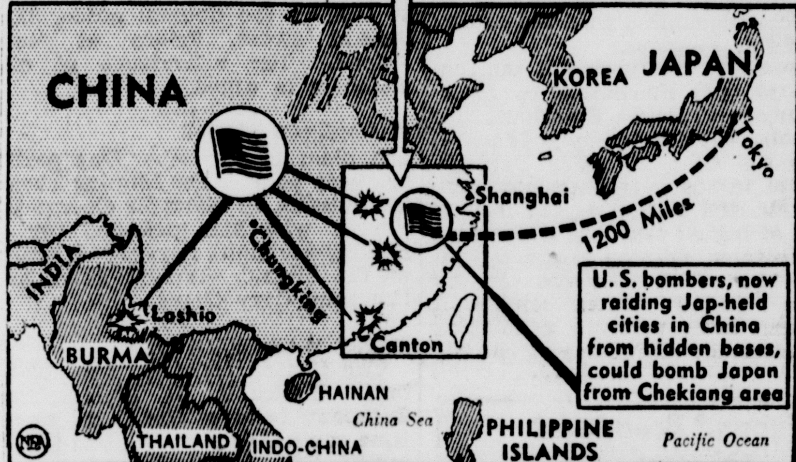 CHINA
KOREA
JAPAN
Tokyo
Shanghai
1200 Miles
Chungking
INDIA
Lashio
BURMA
Canton
U. S. bombers, now
raiding Jap-held
cities in China
from hidden bases,
could bomb Japan
from Chekiang area
HAINAN
China Sea
THAILAND
INDO-CHINA
PHILIPPINE
ISLANDS
Pacific Ocean
NEA